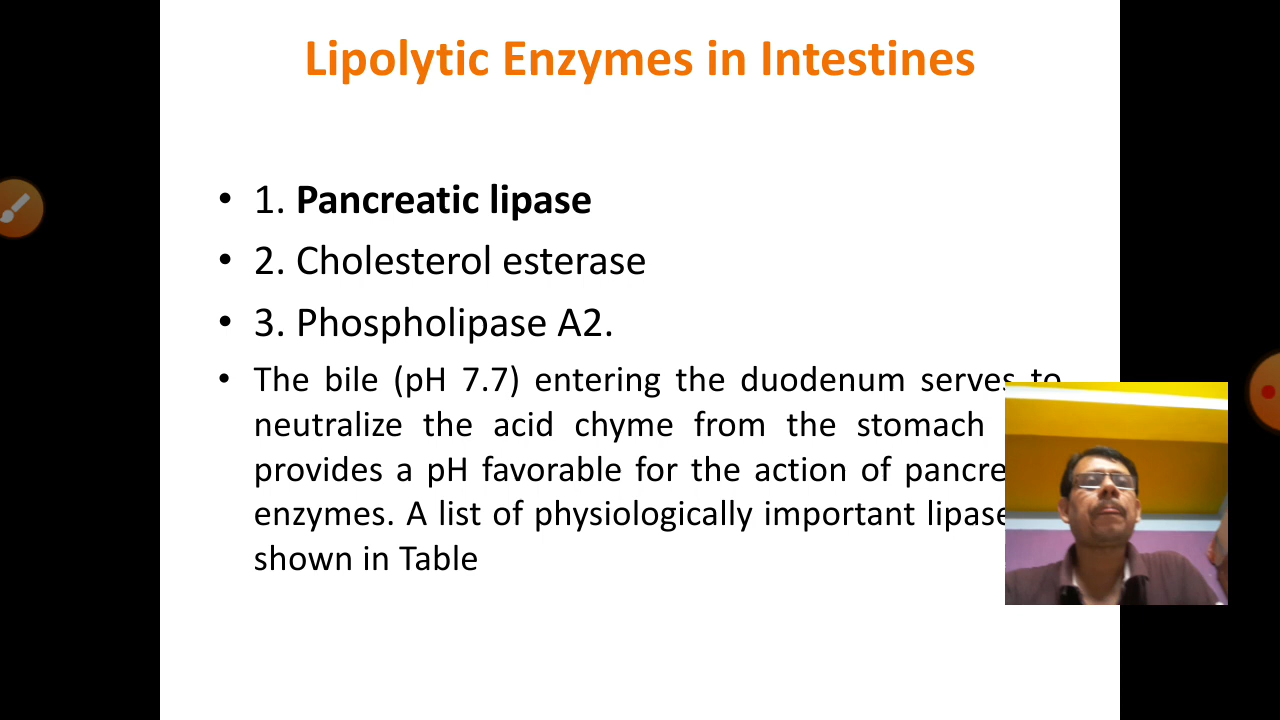 Lipolytic Enzymes in Intestines
• 1. Pancreatic lipase
• 2. Cholesterol esterase
• 3. Phospholipase A2.
• The bile (pH 7.7) entering the duodenum serves to
neutralize the acid chyme from the stomach
provides a pH favorable for the action of
enzymes. A list of physiologically important
shown in Table